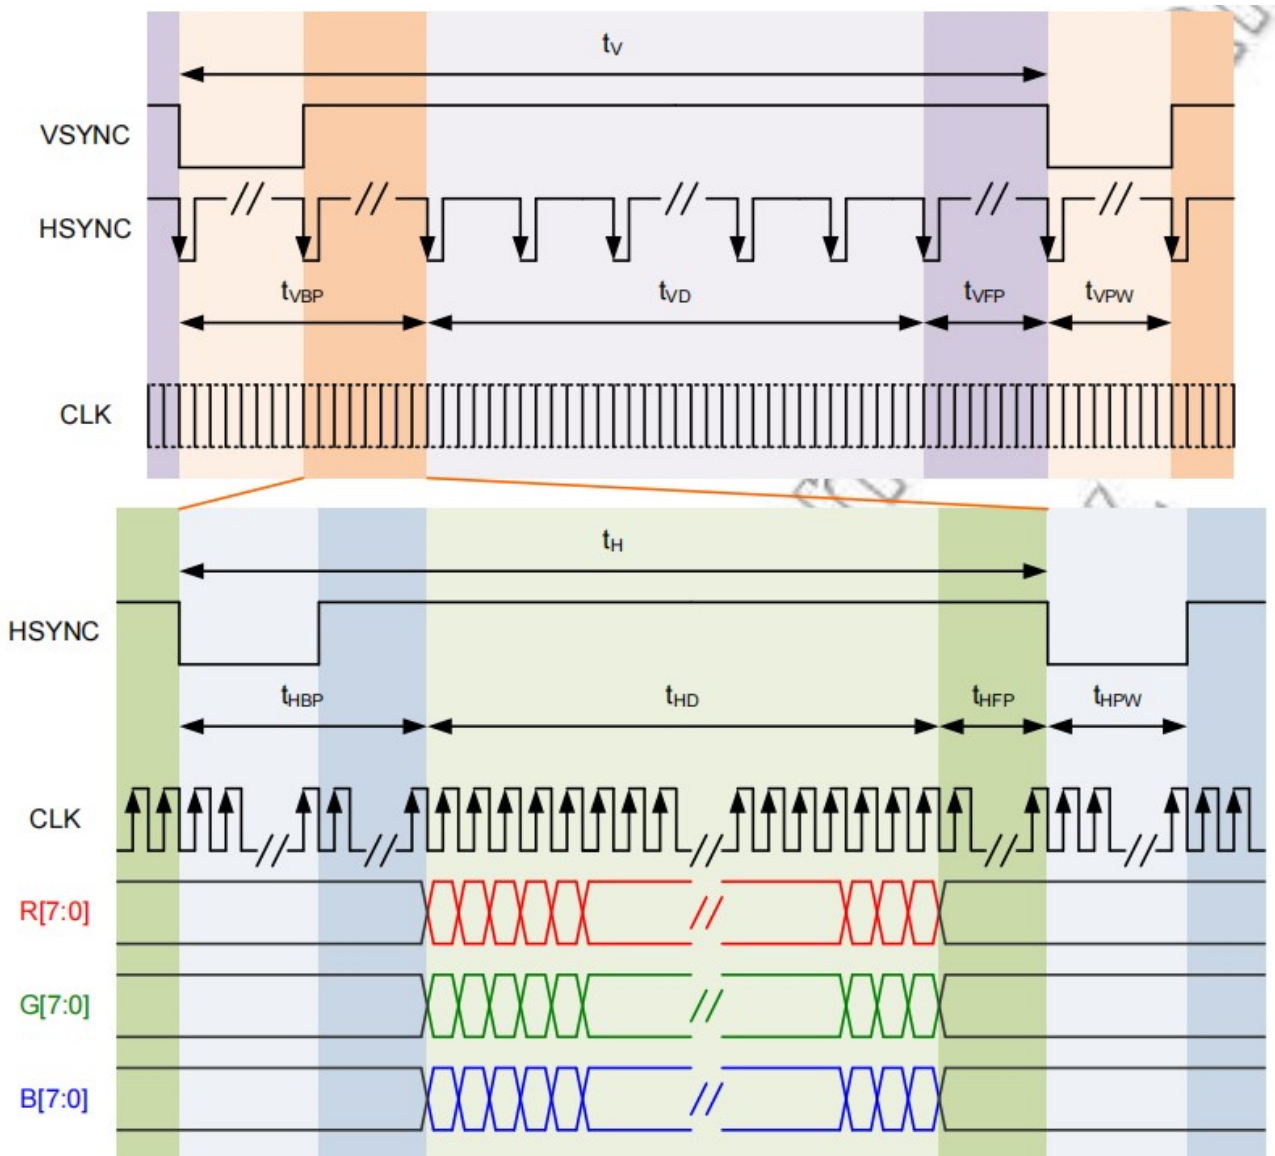 tV
VSYNC
HSYNC
tVBP
tVD
tVFP
tVPW
CLK
tH
HSYNC
tHBP
tHD
tHFP
tHPW
CLK
R[7:0]
G[7:0]
B[7:0]